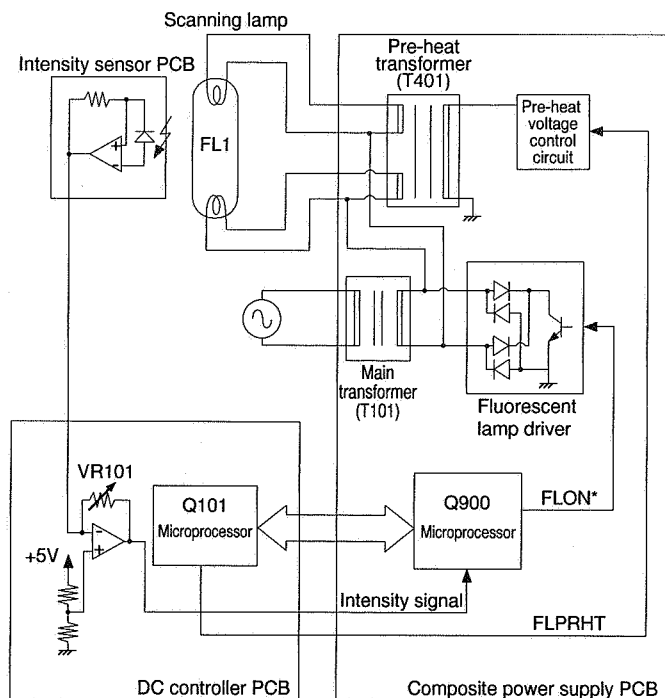 Scanning lamp
Intensity sensor PCB
Pre-heat
transformer
(T401)
FL1
Pre-heat
voltage
control
circuit
+
-
Main
transformer
(T101)
Fluorescent
lamp driver
VR101
Q101
Microprocessor
Q900
Microprocessor
FLON*
-
+
+5V
Intensity signal
FLPRHT
DC controller PCB
Composite power supply PCB